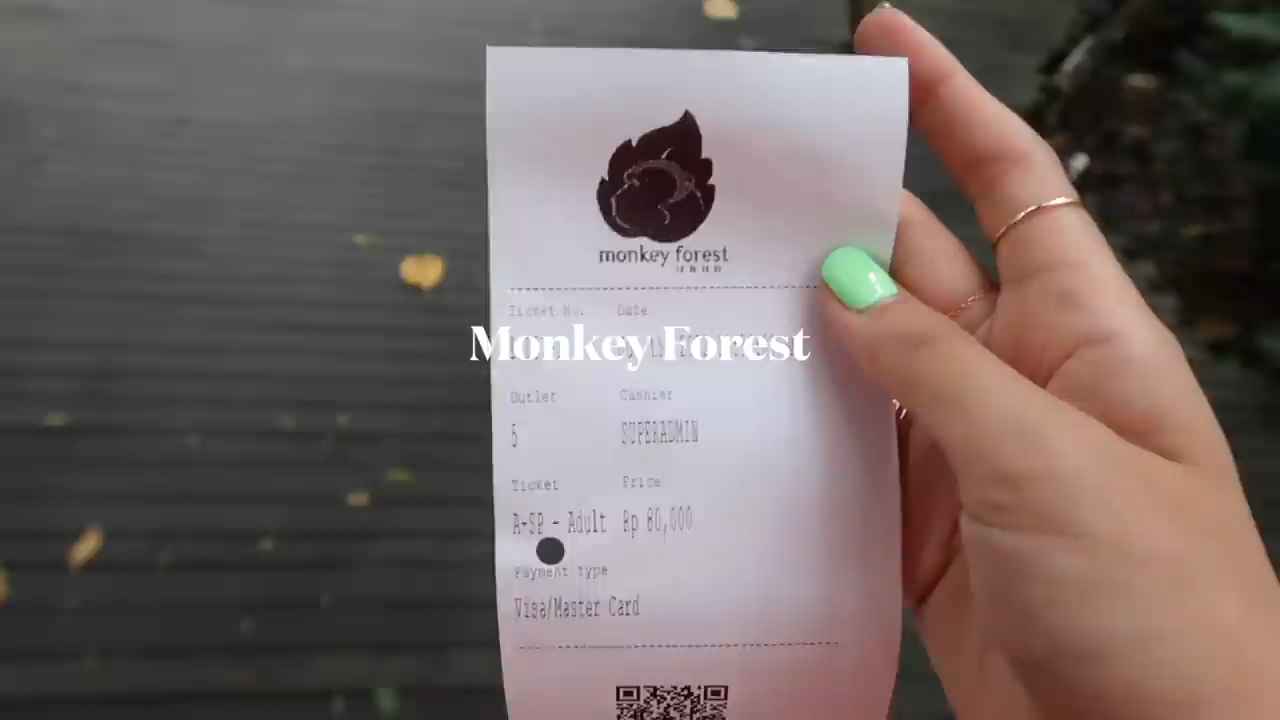 monkey forest
UBUD
Ticket No. Date
Monkey Forest
Outlet Cashier
5 SUPERADMIN
Ticket Price
A-SP - Adult Rp 80,000
Payment type
Visa/Master Card